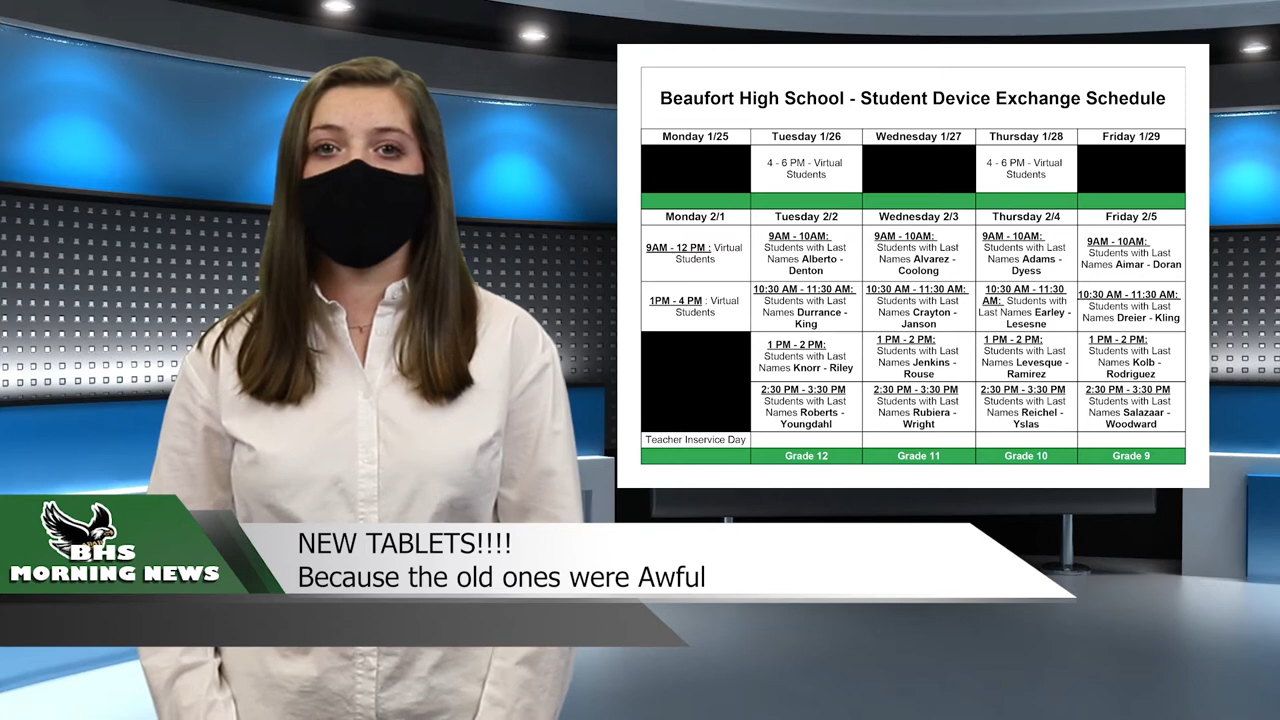 Beaufort High School - Student Device Exchange Schedule
Monday 1/25
Tuesday 1/26
Wednesday 1/27
Thursday 1/28
Friday 1/29
4 - 6 PM - Virtual
Students
4 - 6 PM - Virtual
Students
Monday 2/1
Tuesday 2/2
Wednesday 2/3
Thursday 2/4
Friday 2/5
9AM - 12 PM : Virtual
Students
9AM - 10AM:
Students with Last
Names Alberto -
Denton
9AM - 10AM:
Students with Last
Names Alvarez -
Coolong
9AM - 10AM:
Students with Last
Names Adams -
Dyess
9AM - 10AM:
Students with Last
Names Aimar - Doran
1PM - 4 PM : Virtual
Students
10:30 AM - 11:30 AM:
Students with Last
Names Durrance -
King
10:30 AM - 11:30 AM:
Students with Last
Names Crayton -
Janson
10:30 AM - 11:30
AM: Students with
Last Names Earley -
Lesesne
10:30 AM - 11:30 AM:
Students with Last
Names Dreier - Kling
1 PM - 2 PM:
Students with Last
Names Knorr - Riley
1 PM - 2 PM:
Students with Last
Names Jenkins -
Rouse
1 PM - 2 PM:
Students with Last
Names Levesque -
Ramirez
1 PM - 2 PM:
Students with Last
Names Kolb -
Rodriguez
2:30 PM - 3:30 PM
Students with Last
Names Roberts -
Youngdahl
2:30 PM - 3:30 PM
Students with Last
Names Rubiera -
Wright
2:30 PM - 3:30 PM
Students with Last
Names Reichel -
Yslas
2:30 PM - 3:30 PM
Students with Last
Names Salazaar -
Woodward
Teacher Inservice Day
Grade 12
Grade 11
Grade 10
Grade 9
BHS
MORNING NEWS
NEW TABLETS!!!!
Because the old ones were Awful